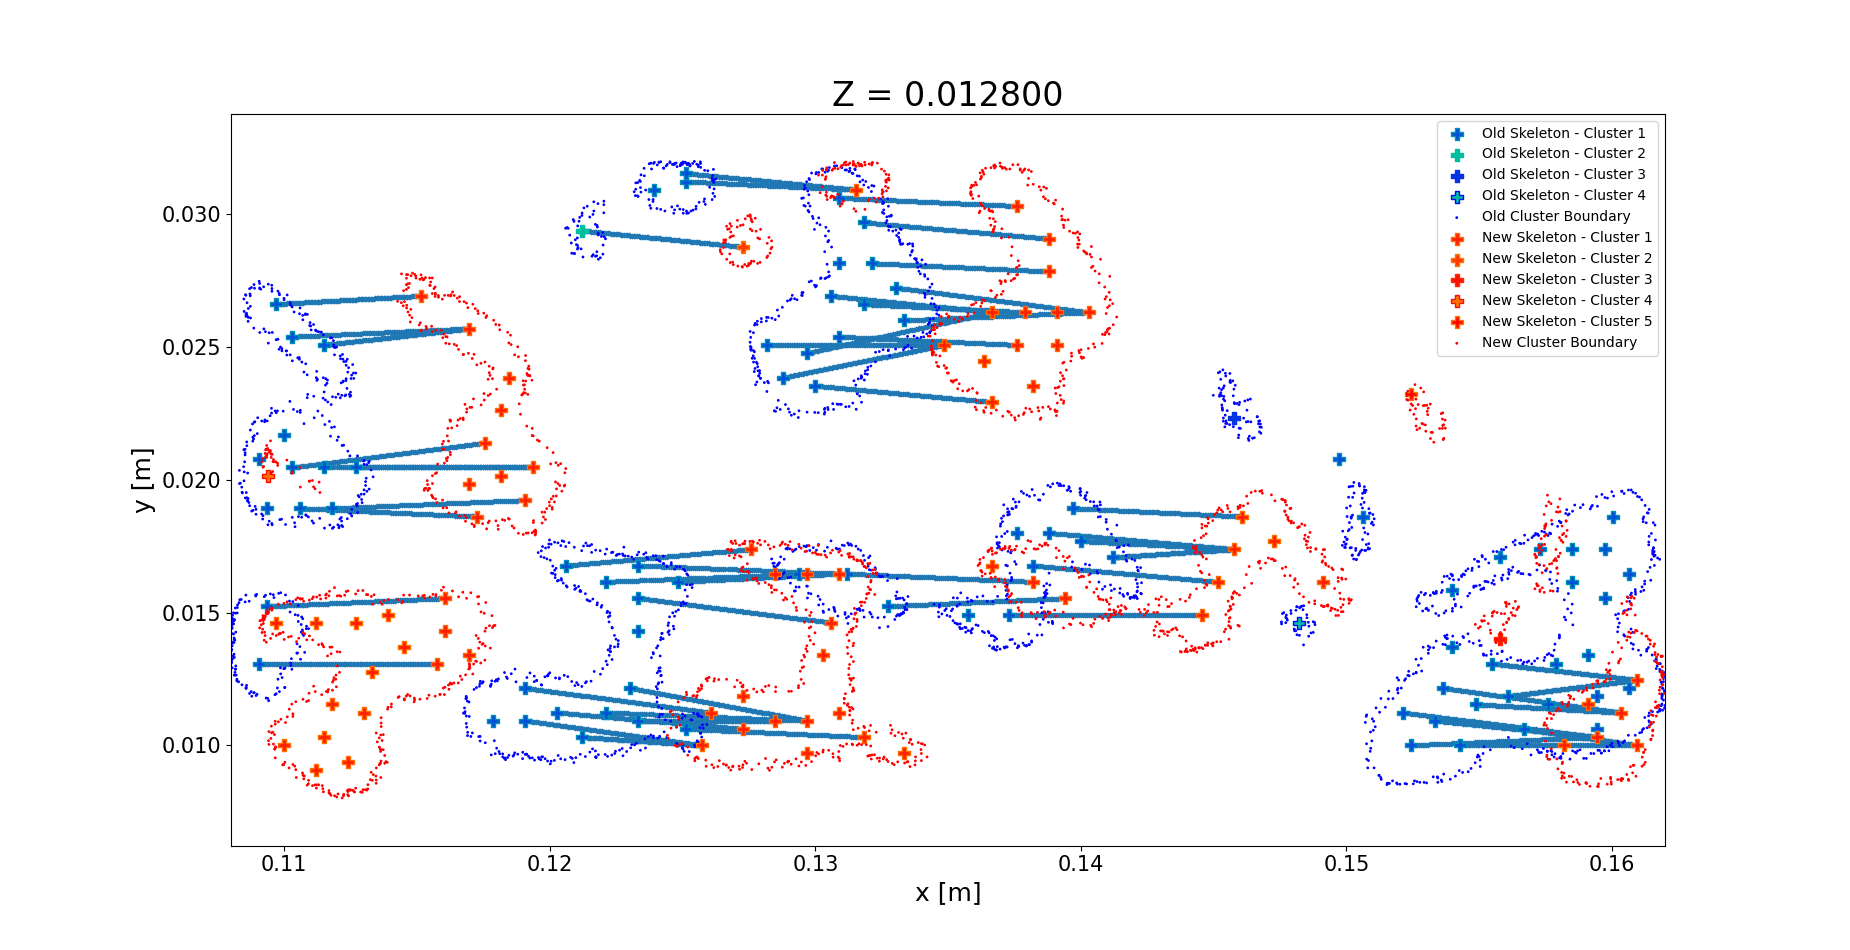 Z = 0.012800
Old Skeleton - Cluster 1
Old Skeleton - Cluster 2
Old Skeleton - Cluster 3
Old Skeleton - Cluster 4
Old Cluster Boundary
New Skeleton - Cluster 1
New Skeleton - Cluster 2
New Skeleton - Cluster 3
New Skeleton - Cluster 4
New Skeleton - Cluster 5
New Cluster Boundary
y [m]
0.030
0.025
0.020
0.015
0.010
0.11 0.12 0.13 0.14 0.15 0.16
x [m]